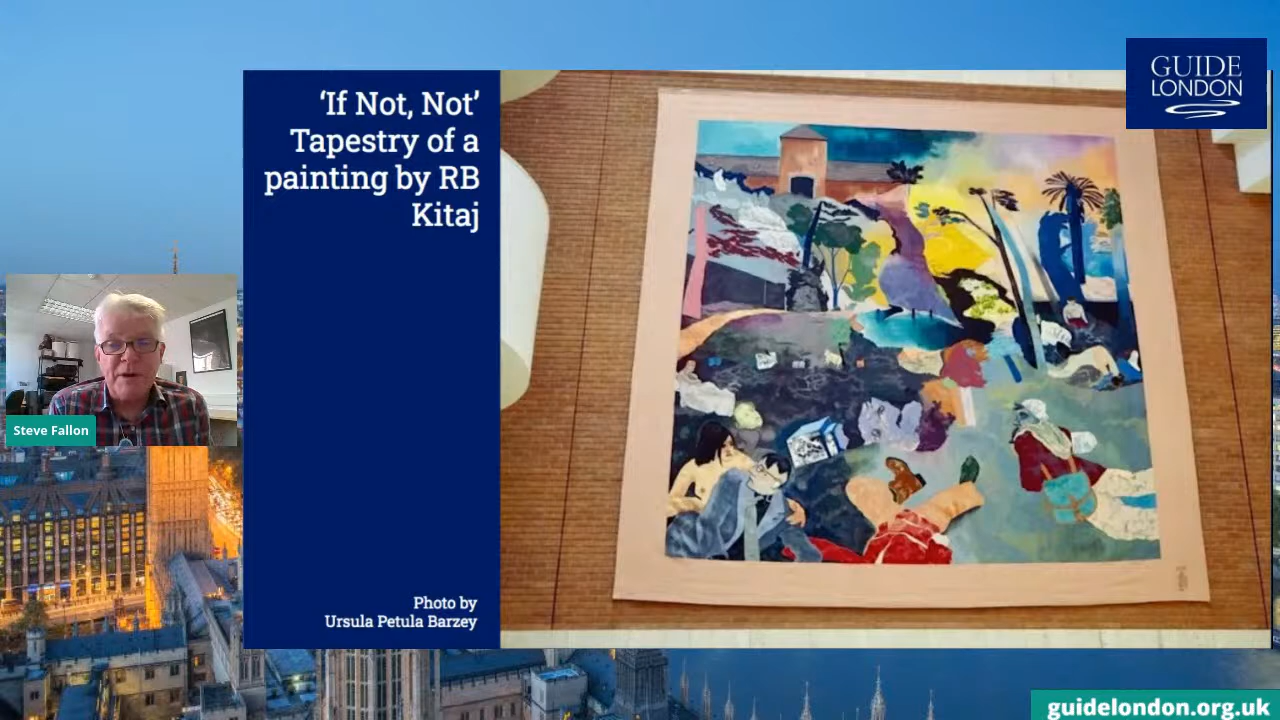 ‘If Not, Not’
Tapestry of a
painting by RB
Kitaj
Photo by
Ursula Petula Barzey
GUIDE
LONDON
Steve Fallon
guidelondon.org.uk